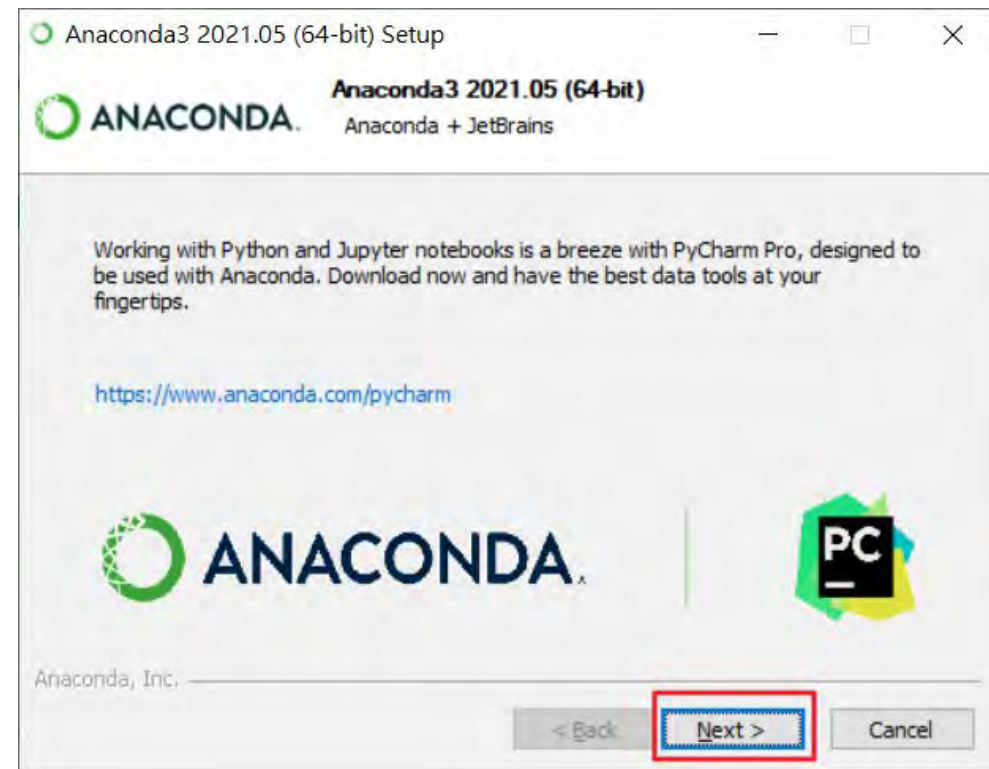 Anaconda3 2021.05 (64-bit) Setup
ANACONDA.
Anaconda3 2021.05 (64-bit)
Anaconda + JetBrains
Working with Python and Jupyter notebooks is a breeze with PyCharm Pro, designed to
be used with Anaconda. Download now and have the best data tools at your
fingertips.
https://www.anaconda.com/pycharm
ANACONDA.
PC
Anaconda, Inc.
< Back
Next >
Cancel